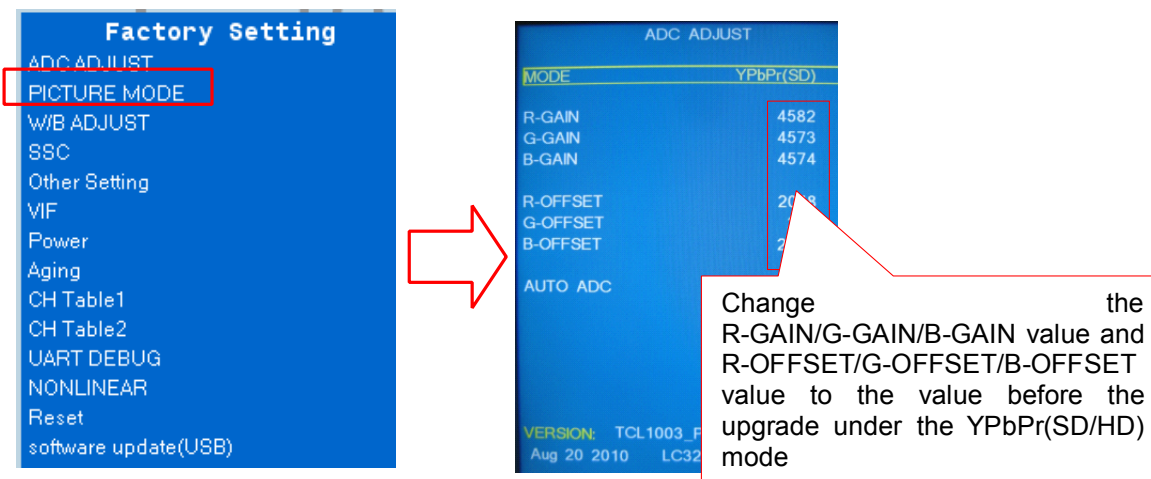 Factory Setting
ADC ADJUST
PICTURE MODE
W/B ADJUST
SSC
Other Setting
VIF
Power
Aging
CH Table1
CH Table2
UART DEBUG
NONLINEAR
Reset
software update(USB)
ADC ADJUST
MODE YPbPr(SD)
R-GAIN 4582
G-GAIN 4573
B-GAIN 4574
R-OFFSET
G-OFFSET
B-OFFSET
AUTO ADC
VERSION: TCL1003_
Aug 20 2010 LC32
Change the
R-GAIN/G-GAIN/B-GAIN value and
R-OFFSET/G-OFFSET/B-OFFSET
value to the value before the
upgrade under the YPbPr(SD/HD)
mode